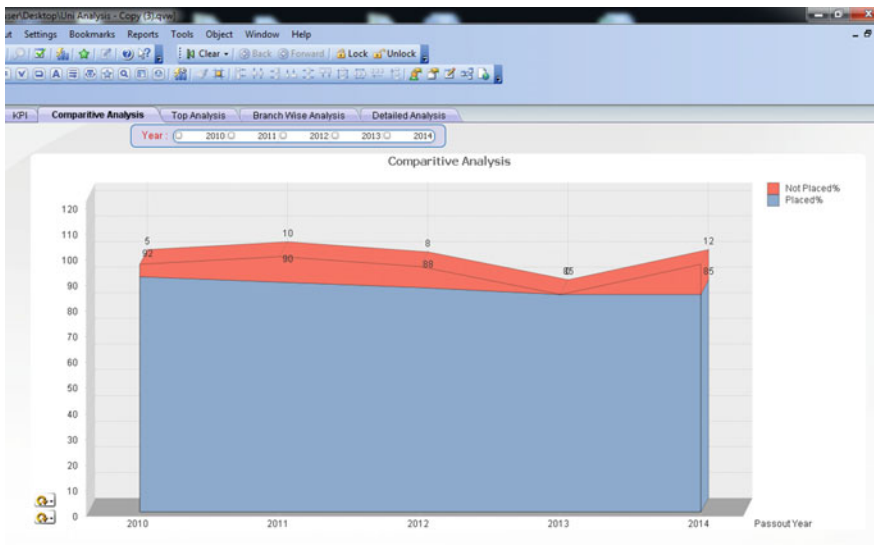 ser\Desktop\Uni Analysis - Copy (3).qvw]
ut Settings Bookmarks Reports Tools Object Window Help
Clear Back Forward Lock Unlock
KPI Comparitive Analysis Top Analysis Branch Wise Analysis Detailed Analysis
Year : 2010 2011 2012 2013 2014
Comparitive Analysis
Not Placed%
Placed%
120
110
100
90
80
70
60
50
40
30
20
10
0
5 10 8 12
92 90 88 85 85
2010 2011 2012 2013 2014 Passout Year